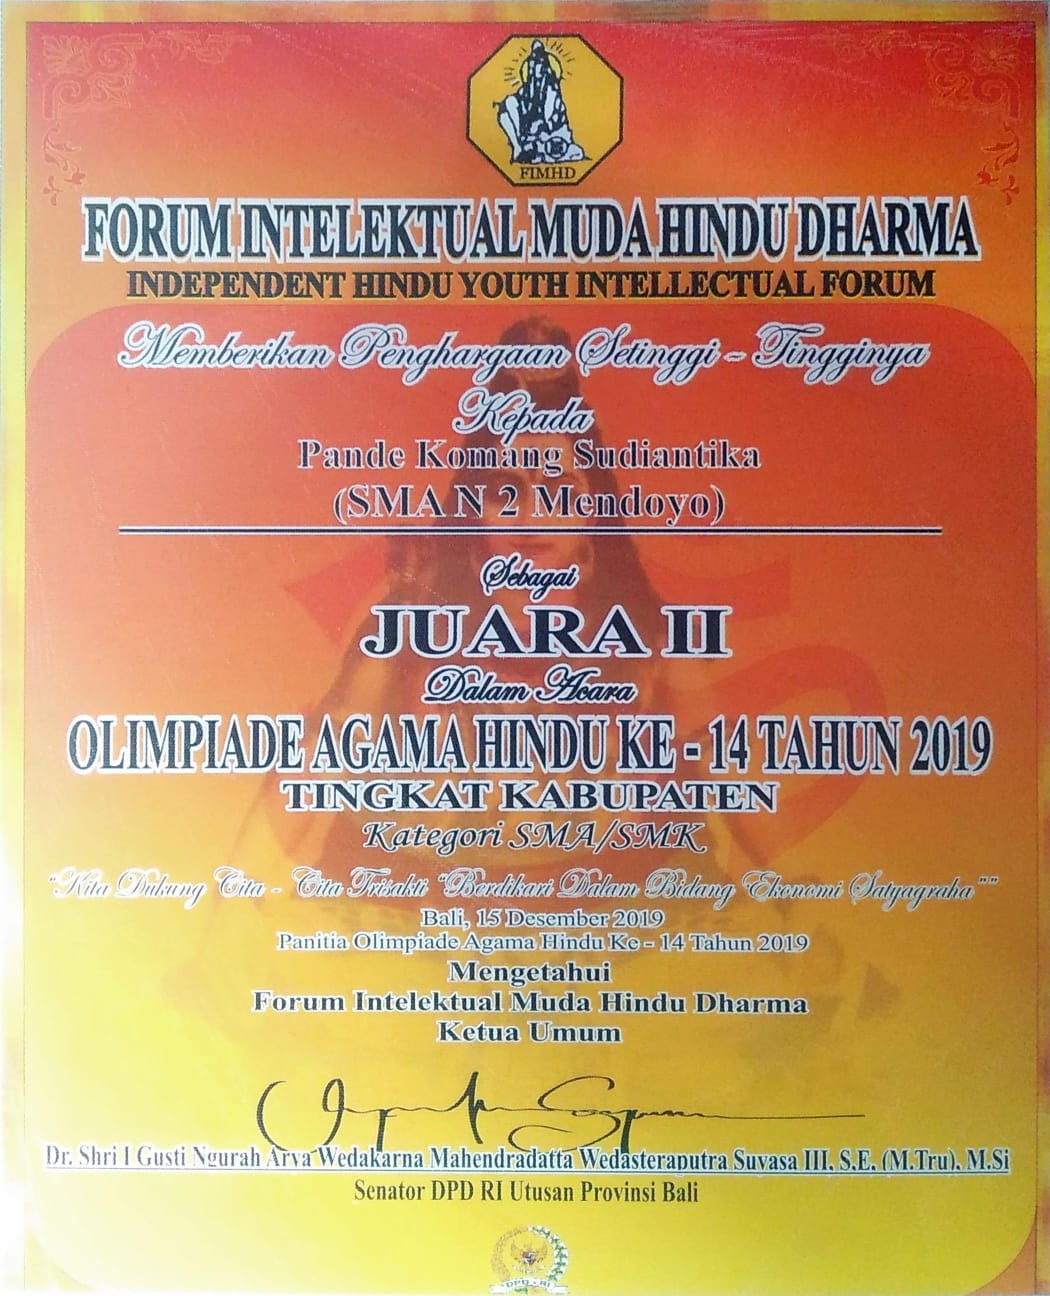 FIMHD
FORUM INTELEKTUAL MUDA HINDU DHARMA
INDEPENDENT HINDU YOUTH INTELLECTUAL FORUM
Memberikan Penghargaan Setinggi - Tingginya
Kepada
Pande Komang Sudiantika
(SMA N 2 Mendoyo)
Sebagai
JUARA II
Dalam Acara
OLIMPIADE AGAMA HINDU KE - 14 TAHUN 2019
TINGKAT KABUPATEN
Kategori SMA/SMK
"Kita Dukung Cita - Cita Trisakti "Berdikari Dalam Bidang Ekonomi Satyagraha""
Bali, 15 Desember 2019
Panitia Olimpiade Agama Hindu Ke - 14 Tahun 2019
Mengetahui
Forum Intelektual Muda Hindu Dharma
Ketua Umum
Dr. Shri I Gusti Ngurah Arya Wedakarna Mahendradatta Wedasteraputra Suyasa III, S.E. (M.Tru), M.Si
Senator DPD RI Utusan Provinsi Bali
DPD - RI